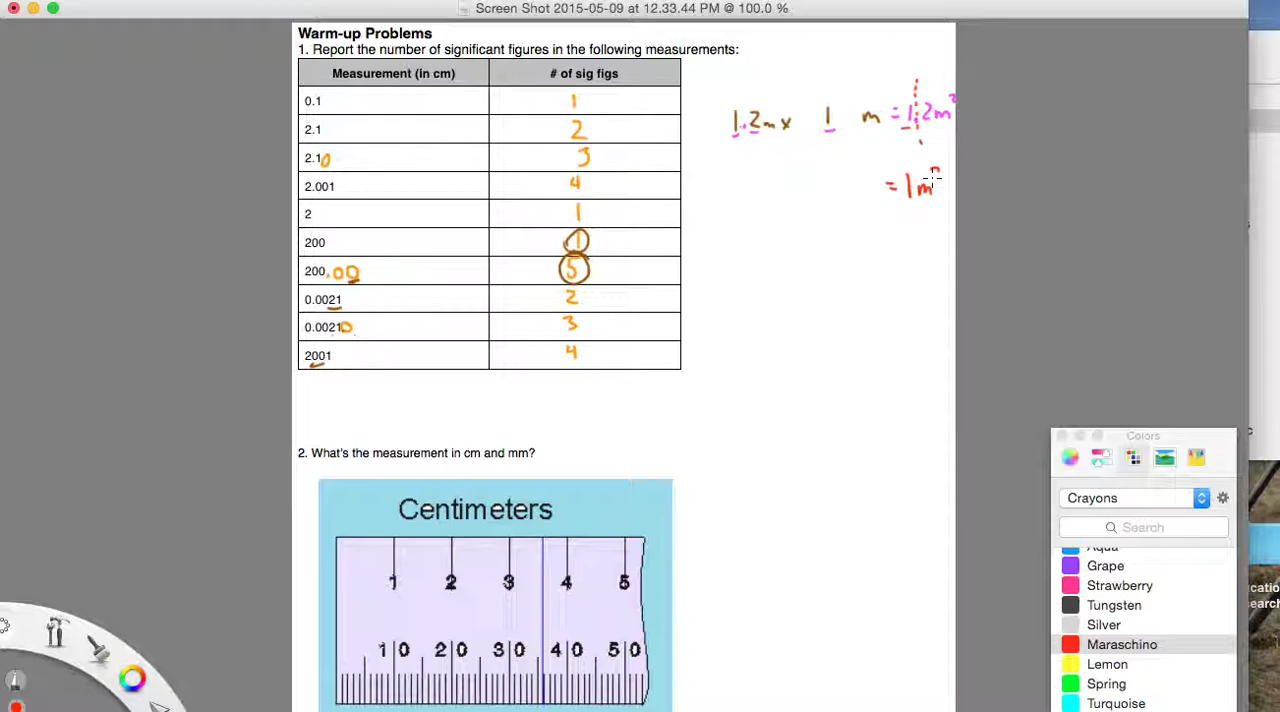 Screen Shot 2015-05-09 at 12.33.44 PM @ 100.0 %
Warm-up Problems
1. Report the number of significant figures in the following measurements:
Measurement (in cm) # of sig figs
0.1 1
2.1 2
2.10 3
2.001 4
2 1
200 1
200.00 5
0.0021 2
0.00210 3
2001 4
1.2m x 1 m = 1.2m²
= 1m
2. What's the measurement in cm and mm?
Centimeters
1 2 3 4 5
10 20 30 40 50
Colors
Crayons
Search
Aqua
Grape
Strawberry
Tungsten
Silver
Maraschino
Lemon
Spring
Turquoise